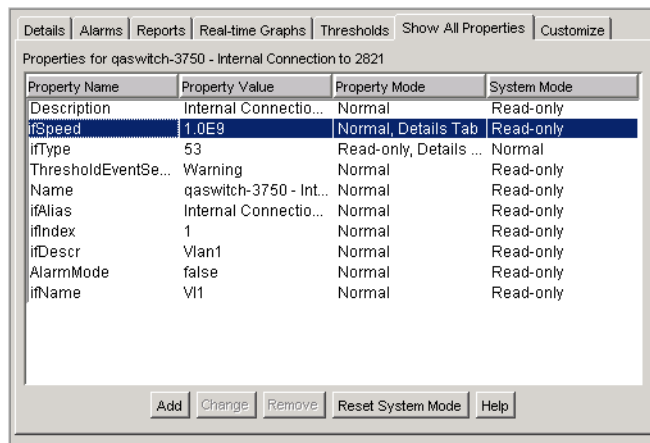 Details Alarms Reports Real-time Graphs Thresholds Show All Properties Customize
Properties for qaswitch-3750 - Internal Connection to 2821
Property Name Property Value Property Mode System Mode
Description Internal Connectio... Normal Read-only
ifSpeed 1.0E9 Normal, Details Tab Read-only
ifType 53 Read-only, Details ... Normal
ThresholdEventSe... Warning Normal Read-only
Name qaswitch-3750 - Int... Normal Read-only
ifAlias Internal Connectio... Normal Read-only
ifIndex 1 Normal Read-only
ifDescr Vlan1 Normal Read-only
AlarmMode false Normal Read-only
ifName Vl1 Normal Read-only
Add Change Remove Reset System Mode Help